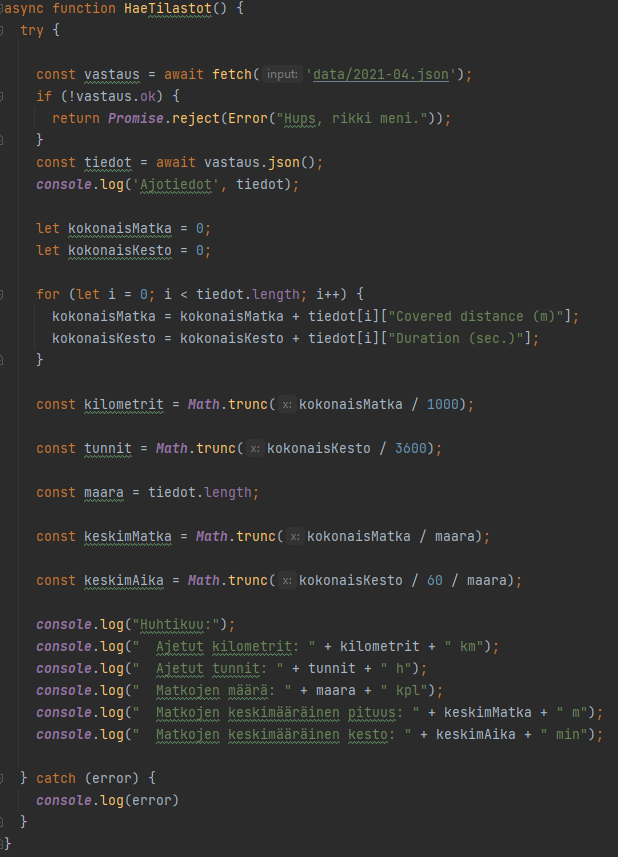 async function HaeTilastot() {
  try {

    const vastaus = await fetch( input: 'data/2021-04.json');
    if (!vastaus.ok) {
      return Promise.reject(Error("Hups, rikki meni."));
    }
    const tiedot = await vastaus.json();
    console.log('Ajotiedot', tiedot);

    let kokonaisMatka = 0;
    let kokonaisKesto = 0;

    for (let i = 0; i < tiedot.length; i++) {
      kokonaisMatka = kokonaisMatka + tiedot[i]["Covered distance (m)"];
      kokonaisKesto = kokonaisKesto + tiedot[i]["Duration (sec.)"];
    }

    const kilometrit = Math.trunc( x: kokonaisMatka / 1000);

    const tunnit = Math.trunc( x: kokonaisKesto / 3600);

    const maara = tiedot.length;

    const keskimMatka = Math.trunc( x: kokonaisMatka / maara);

    const keskimAika = Math.trunc( x: kokonaisKesto / 60 / maara);

    console.log("Huhtikuu:");
    console.log("  Ajetut kilometrit: " + kilometrit + " km");
    console.log("  Ajetut tunnit: " + tunnit + " h");
    console.log("  Matkojen määrä: " + maara + " kpl");
    console.log("  Matkojen keskimääräinen pituus: " + keskimMatka + " m");
    console.log("  Matkojen keskimääräinen kesto: " + keskimAika + " min");

  } catch (error) {
    console.log(error)
  }
}